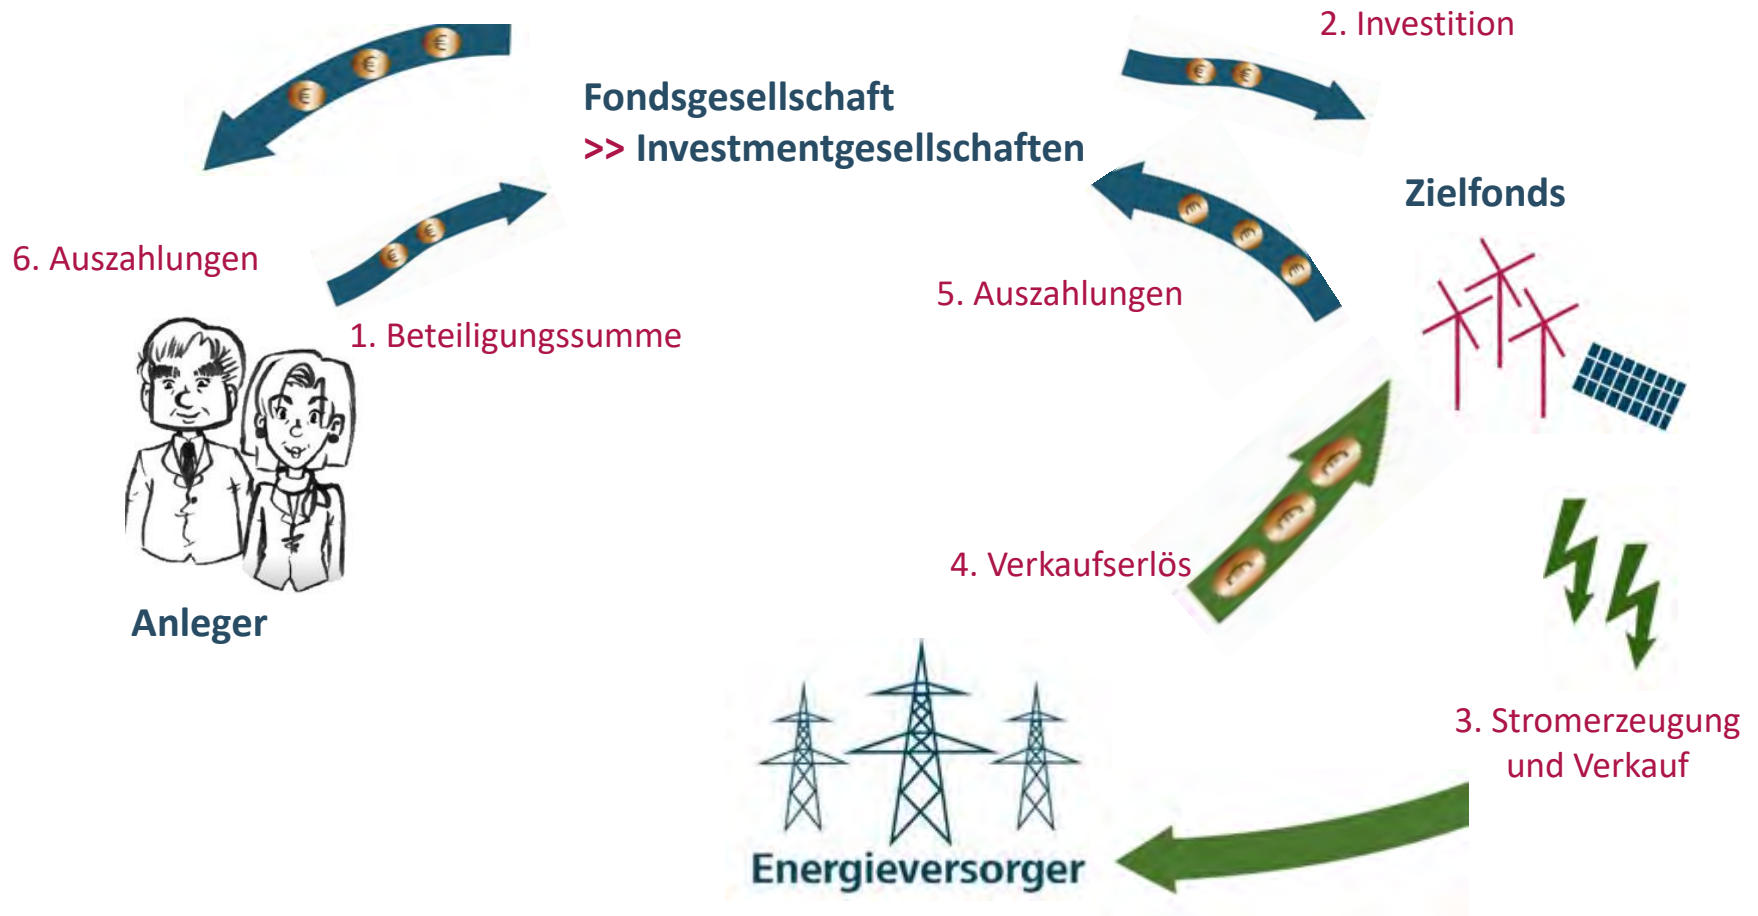 2. Investition
Fondsgesellschaft
>> Investmentgesellschaften
Zielfonds
6. Auszahlungen
5. Auszahlungen
1. Beteiligungssumme
4. Verkaufserlös
Anleger
3. Stromerzeugung
und Verkauf
Energieversorger